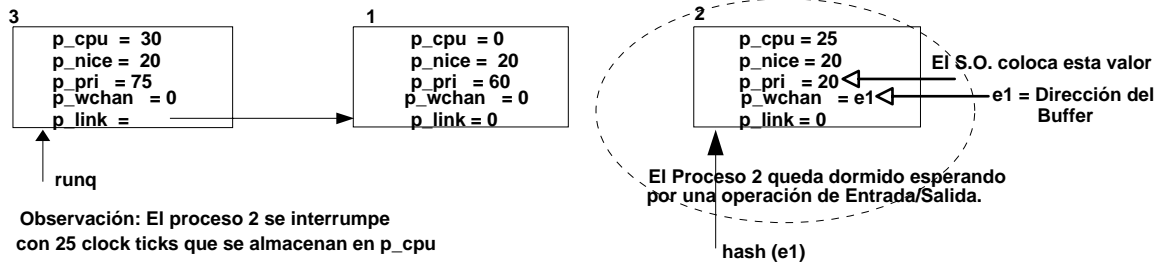 3
p_cpu = 30
p_nice = 20
p_pri = 75
p_wchan = 0
p_link =
runq
Observación: El proceso 2 se interrumpe
con 25 clock ticks que se almacenan en p_cpu
1
p_cpu = 0
p_nice = 20
p_pri = 60
p_wchan = 0
p_link = 0
2
p_cpu = 25
p_nice = 20
p_pri = 20
p_wchan = e1
p_link = 0
El S.O. coloca esta valor
e1 = Dirección del
Buffer
El Proceso 2 queda dormido esperando
por una operación de Entrada/Salida.
hash (e1)